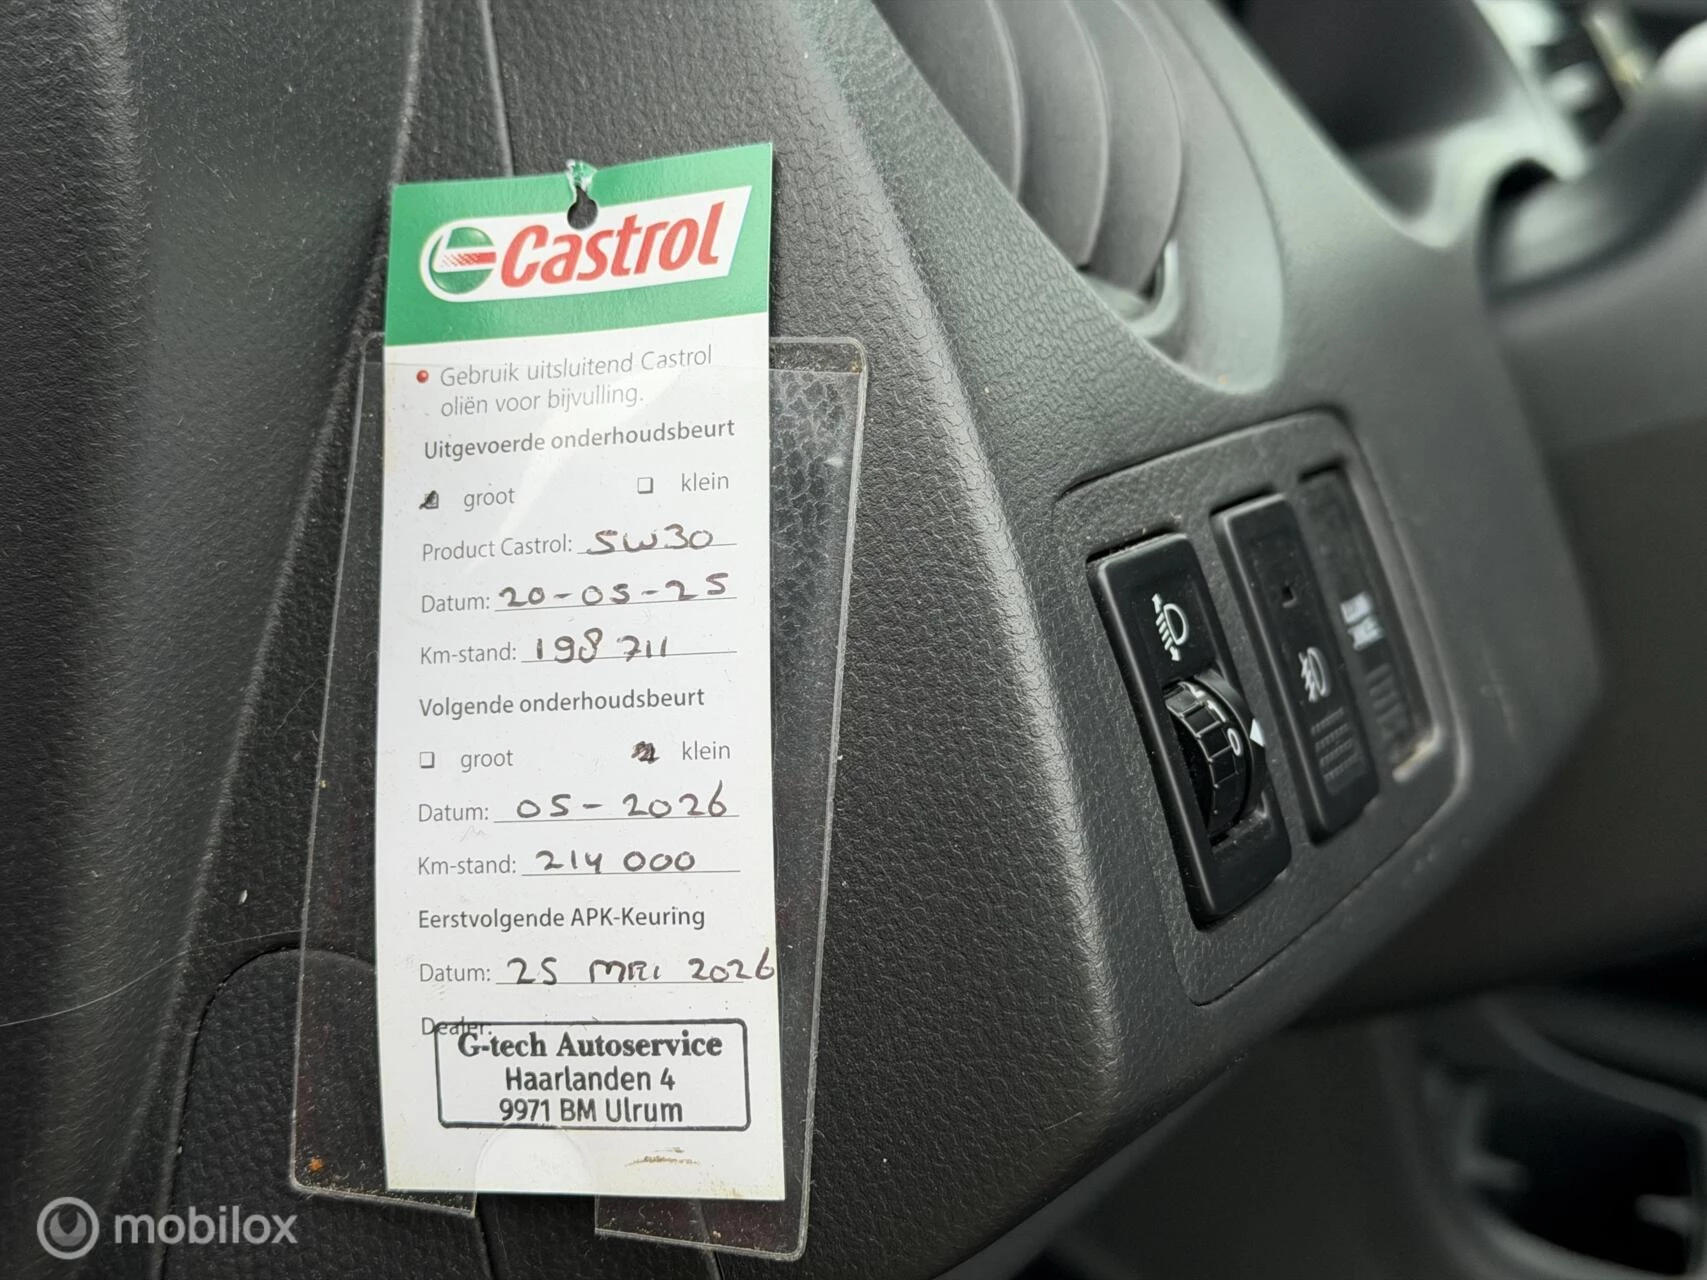 Castrol
Gebruik uitsluitend Castrol
oliën voor bijvulling.
Uitgevoerde onderhoudsbeurt
groot klein
Product Castrol: 5W30
Datum: 20-05-25
Km-stand: 198 711
Volgende onderhoudsbeurt
groot klein
Datum: 05-2026
Km-stand: 214 000
Eerstvolgende APK-Keuring
Datum: 25 MEI 2026
Dealer:
G-tech Autoservice
Haarlanden 4
9971 BM Ulrum
0
mobilox